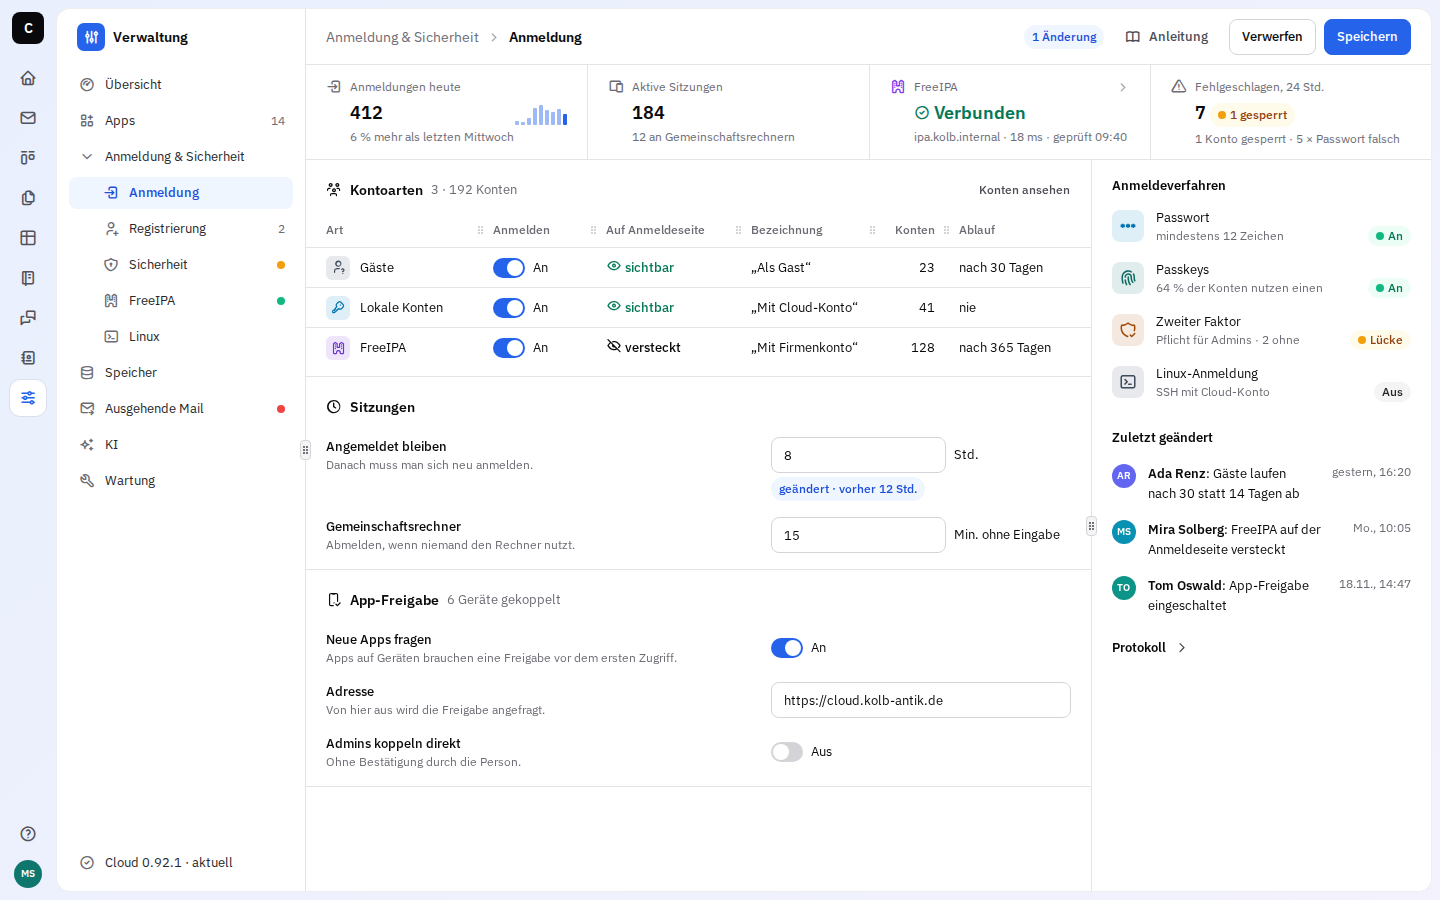 C
Verwaltung
Übersicht
Apps 14
Anmeldung & Sicherheit
Anmeldung
Registrierung 2
Sicherheit
FreeIPA
Linux
Speicher
Ausgehende Mail
KI
Wartung
Cloud 0.92.1 · aktuell
MS
Anmeldung & Sicherheit > Anmeldung
1 Änderung
Anleitung
Verwerfen
Speichern
Anmeldungen heute
412
6 % mehr als letzten Mittwoch
Aktive Sitzungen
184
12 an Gemeinschaftsrechnern
FreeIPA
Verbunden
ipa.kolb.internal · 18 ms · geprüft 09:40
Fehlgeschlagen, 24 Std.
7 1 gesperrt
1 Konto gesperrt · 5 × Passwort falsch
Kontoarten 3 · 192 Konten
Konten ansehen
Art Anmelden Auf Anmeldeseite Bezeichnung Konten Ablauf
Gäste An sichtbar „Als Gast“ 23 nach 30 Tagen
Lokale Konten An sichtbar „Mit Cloud-Konto“ 41 nie
FreeIPA An versteckt „Mit Firmenkonto“ 128 nach 365 Tagen
Sitzungen
Angemeldet bleiben
Danach muss man sich neu anmelden.
8 Std.
geändert · vorher 12 Std.
Gemeinschaftsrechner
Abmelden, wenn niemand den Rechner nutzt.
15 Min. ohne Eingabe
App-Freigabe 6 Geräte gekoppelt
Neue Apps fragen
Apps auf Geräten brauchen eine Freigabe vor dem ersten Zugriff.
An
Adresse
Von hier aus wird die Freigabe angefragt.
https://cloud.kolb-antik.de
Admins koppeln direkt
Ohne Bestätigung durch die Person.
Aus
Anmeldeverfahren
Passwort
mindestens 12 Zeichen An
Passkeys
64 % der Konten nutzen einen An
Zweiter Faktor
Pflicht für Admins · 2 ohne Lücke
Linux-Anmeldung
SSH mit Cloud-Konto Aus
Zuletzt geändert
AR Ada Renz: Gäste laufen gestern, 16:20
nach 30 statt 14 Tagen ab
MS Mira Solberg: FreeIPA auf der Mo., 10:05
Anmeldeseite versteckt
TO Tom Oswald: App-Freigabe 18.11., 14:47
eingeschaltet
Protokoll